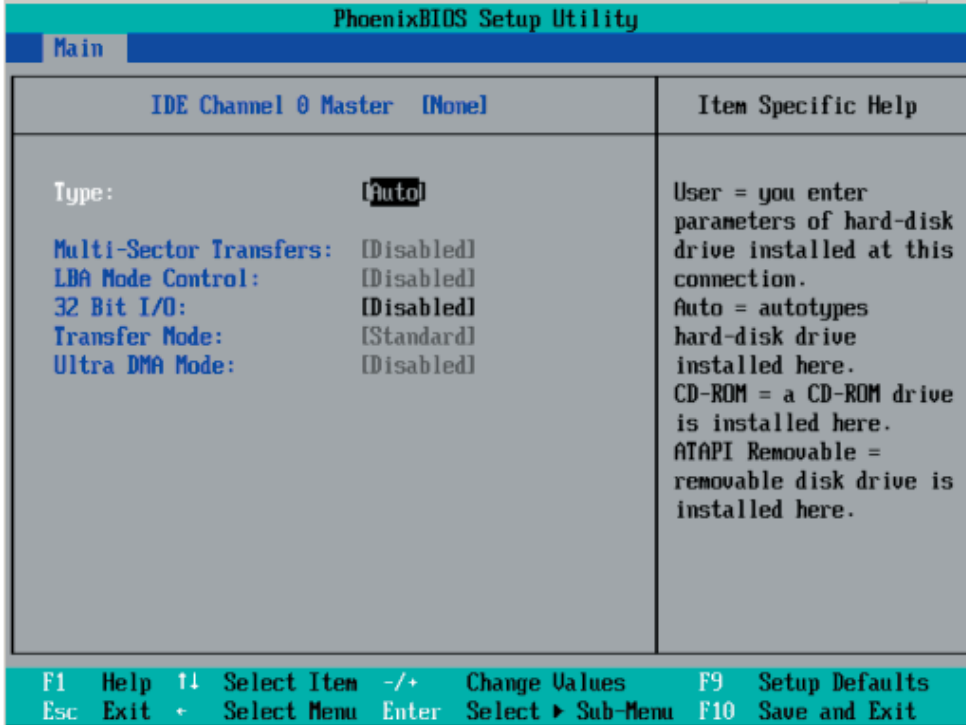 PhoenixBIOS Setup Utility
Main
IDE Channel 0 Master [None]
Type: [Auto]
Multi-Sector Transfers: [Disabled]
LBA Mode Control: [Disabled]
32 Bit I/O: [Disabled]
Transfer Mode: [Standard]
Ultra DMA Mode: [Disabled]
Item Specific Help
User = you enter
parameters of hard-disk
drive installed at this
connection.
Auto = autotypes
hard-disk drive
installed here.
CD-ROM = a CD-ROM drive
is installed here.
ATAPI Removable =
removable disk drive is
installed here.
F1 Help ↑↓ Select Item -/+ Change Values F9 Setup Defaults
Esc Exit ← Select Menu Enter Select ▶ Sub-Menu F10 Save and Exit